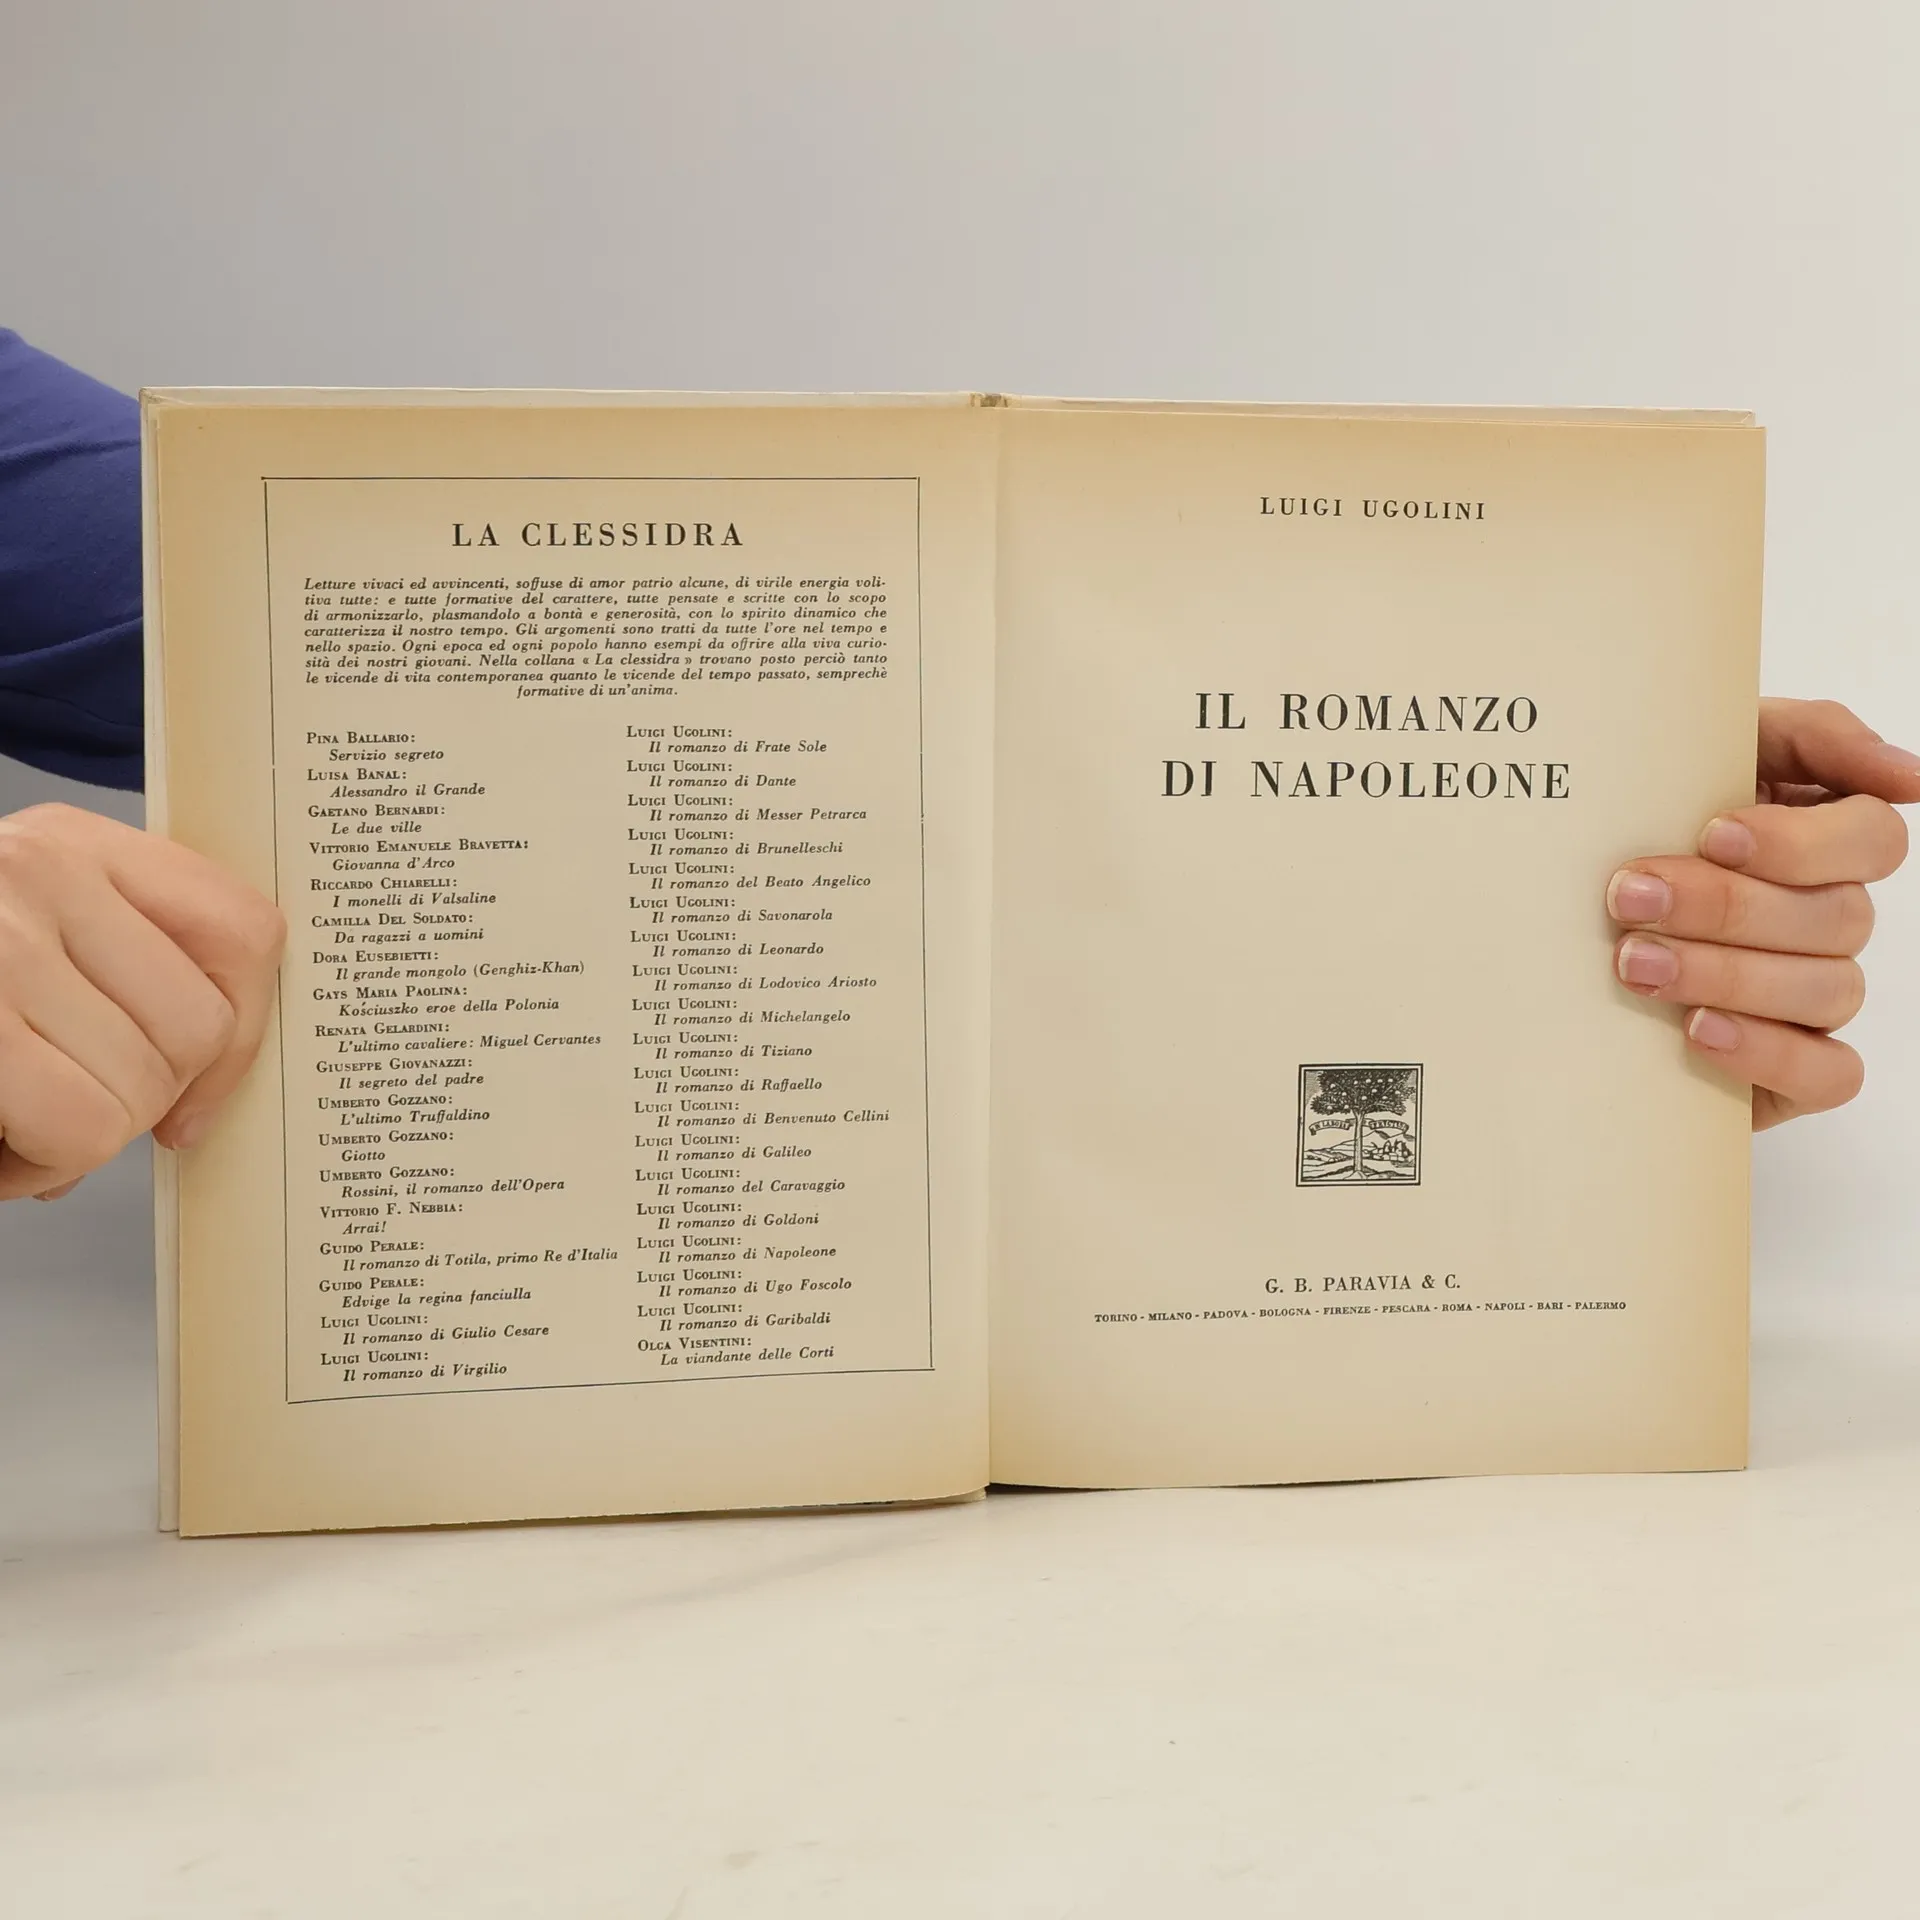 LA CLESSIDRA
Letture vivaci ed avvincenti, soffuse di amor patrio alcune, di virile energia voli-
tiva tutte: e tutte formative del carattere, tutte pensate e scritte con lo scopo
di armonizzarlo, plasmandolo a bontà e generosità, con lo spirito dinamico che
caratterizza il nostro tempo. Gli argomenti sono tratti da tutte l'ore nel tempo e
nello spazio. Ogni epoca ed ogni popolo hanno esempi da offrire alla viva curio-
sità dei nostri giovani. Nella collana « La clessidra » trovano posto perciò tanto
le vicende di vita contemporanea quanto le vicende del tempo passato, sempreché
formative di un'anima.
PINA BALLARIO:
Servizio segreto
LUISA BANAL:
Alessandro il Grande
GAETANO BERNARDI:
Le due ville
VITTORIO EMANUELE BRAVETTA:
Giovanna d'Arco
RICCARDO CHIARELLI:
I monelli di Valsaline
CAMILLA DEL SOLDATO:
Da ragazzi a uomini
DORA EUSEBIETTI:
Il grande mongolo (Genghiz-Khan)
GAYS MARIA PAOLINA:
Kościuszko eroe della Polonia
RENATA GELARDINI:
L'ultimo cavaliere: Miguel Cervantes
GIUSEPPE GIOVANAZZI:
Il segreto del padre
UMBERTO GOZZANO:
L'ultimo Truffaldino
UMBERTO GOZZANO:
Giotto
UMBERTO GOZZANO:
Rossini, il romanzo dell'Opera
VITTORIO F. NEBBIA:
Arrai!
GUIDO PERALE:
Il romanzo di Totila, primo Re d'Italia
GUIDO PERALE:
Edvige la regina fanciulla
LUIGI UGOLINI:
Il romanzo di Giulio Cesare
LUIGI UGOLINI:
Il romanzo di Virgilio
LUIGI UGOLINI:
Il romanzo di Frate Sole
LUIGI UGOLINI:
Il romanzo di Dante
LUIGI UGOLINI:
Il romanzo di Messer Petrarca
LUIGI UGOLINI:
Il romanzo di Brunelleschi
LUIGI UGOLINI:
Il romanzo del Beato Angelico
LUIGI UGOLINI:
Il romanzo di Savonarola
LUIGI UGOLINI:
Il romanzo di Leonardo
LUIGI UGOLINI:
Il romanzo di Lodovico Ariosto
LUIGI UGOLINI:
Il romanzo di Michelangelo
LUIGI UGOLINI:
Il romanzo di Tiziano
LUIGI UGOLINI:
Il romanzo di Raffaello
LUIGI UGOLINI:
Il romanzo di Benvenuto Cellini
LUIGI UGOLINI:
Il romanzo di Galileo
LUIGI UGOLINI:
Il romanzo del Caravaggio
LUIGI UGOLINI:
Il romanzo di Goldoni
LUIGI UGOLINI:
Il romanzo di Napoleone
LUIGI UGOLINI:
Il romanzo di Ugo Foscolo
LUIGI UGOLINI:
Il romanzo di Garibaldi
OLGA VISENTINI:
La viandante delle Corti
LUIGI UGOLINI
IL ROMANZO
DI NAPOLEONE
G. B. PARAVIA & C.
TORINO - MILANO - PADOVA - BOLOGNA - FIRENZE - PESCARA - ROMA - NAPOLI - BARI - PALERMO